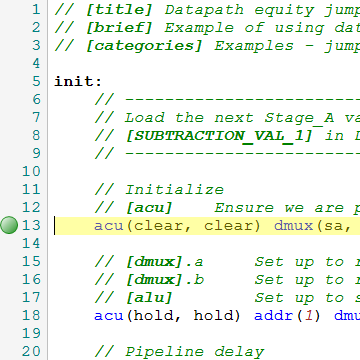 1 // [title] Datapath equity jump
2 // [brief] Example of using dat
3 // [categories] Examples - jump
4
5 init:
6 // --------------------------
7 // Load the next Stage_A va
8 // [SUBTRACTION_VAL_1] in D
9 // --------------------------
10
11 // Initialize
12 // [acu] Ensure we are p
13 acu(clear, clear) dmux(sa,
14
15 // [dmux].a Set up to r
16 // [dmux].b Set up to r
17 // [alu] Set up to s
18 acu(hold, hold) addr(1) dmu
19
20 // Pipeline delay